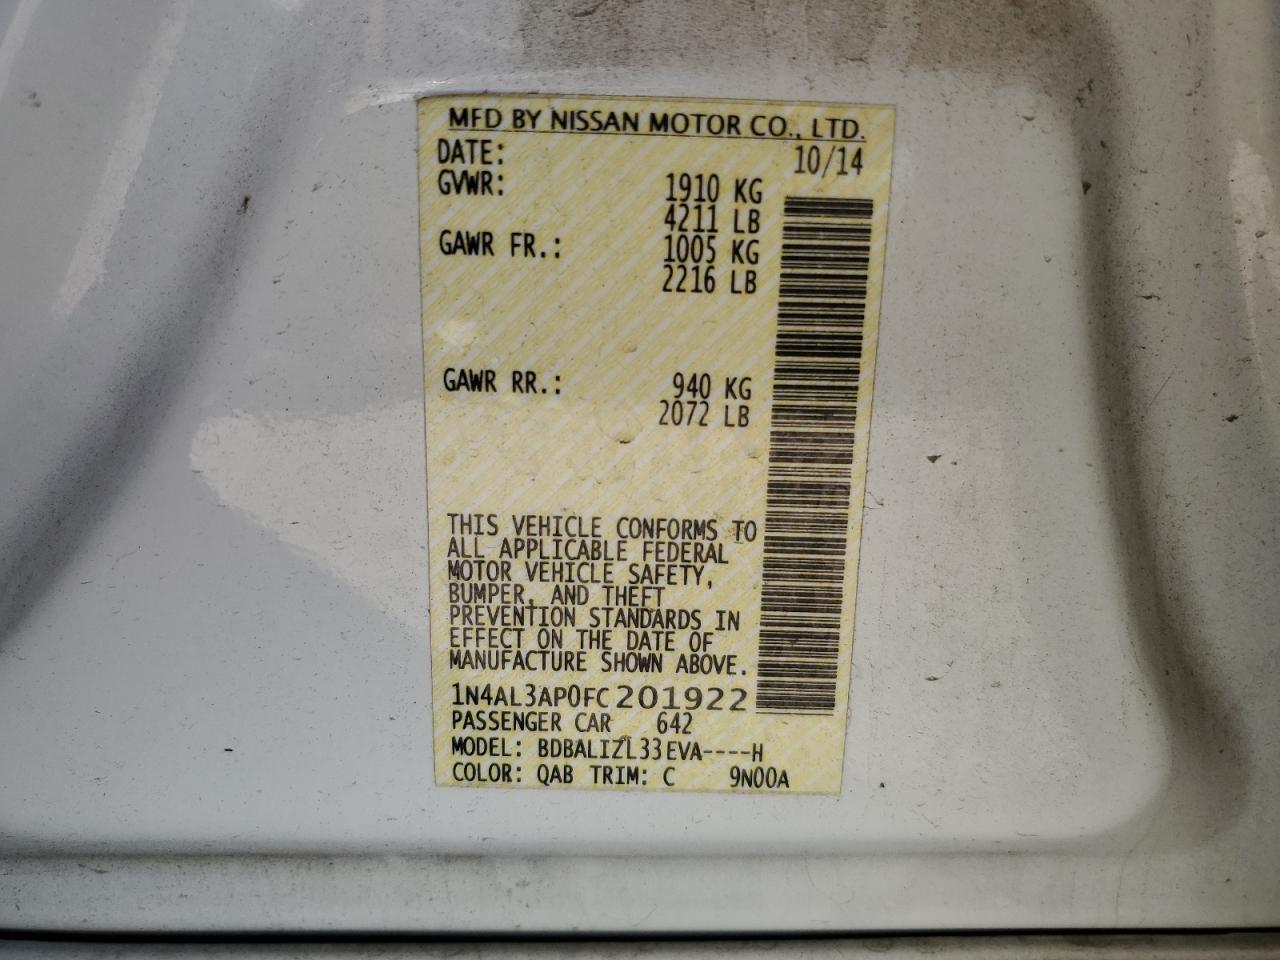 MFD BY NISSAN MOTOR CO., LTD.
DATE: 10/14
GVWR: 1910 KG
4211 LB
GAWR FR.: 1005 KG
2216 LB
GAWR RR.: 940 KG
2072 LB
THIS VEHICLE CONFORMS TO
ALL APPLICABLE FEDERAL
MOTOR VEHICLE SAFETY,
BUMPER, AND THEFT
PREVENTION STANDARDS IN
EFFECT ON THE DATE OF
MANUFACTURE SHOWN ABOVE.
1N4AL3AP0FC201922
PASSENGER CAR 642
MODEL: BDBALIZL33EVA----H
COLOR: QAB TRIM: C 9N00A